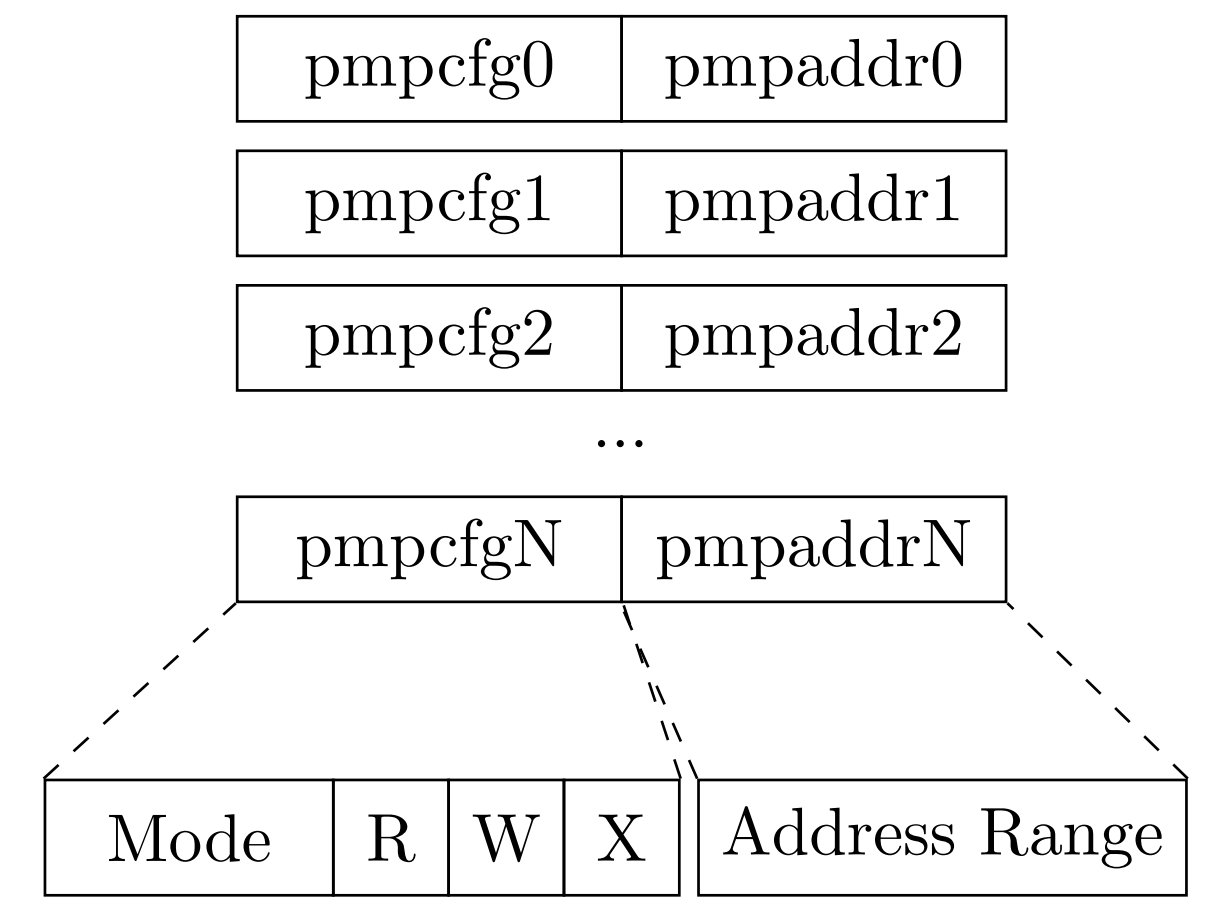 pmpcfg0 pmpaddr0
pmpcfg1 pmpaddr1
pmpcfg2 pmpaddr2
...
pmpcfgN pmpaddrN
Mode R W X Address Range